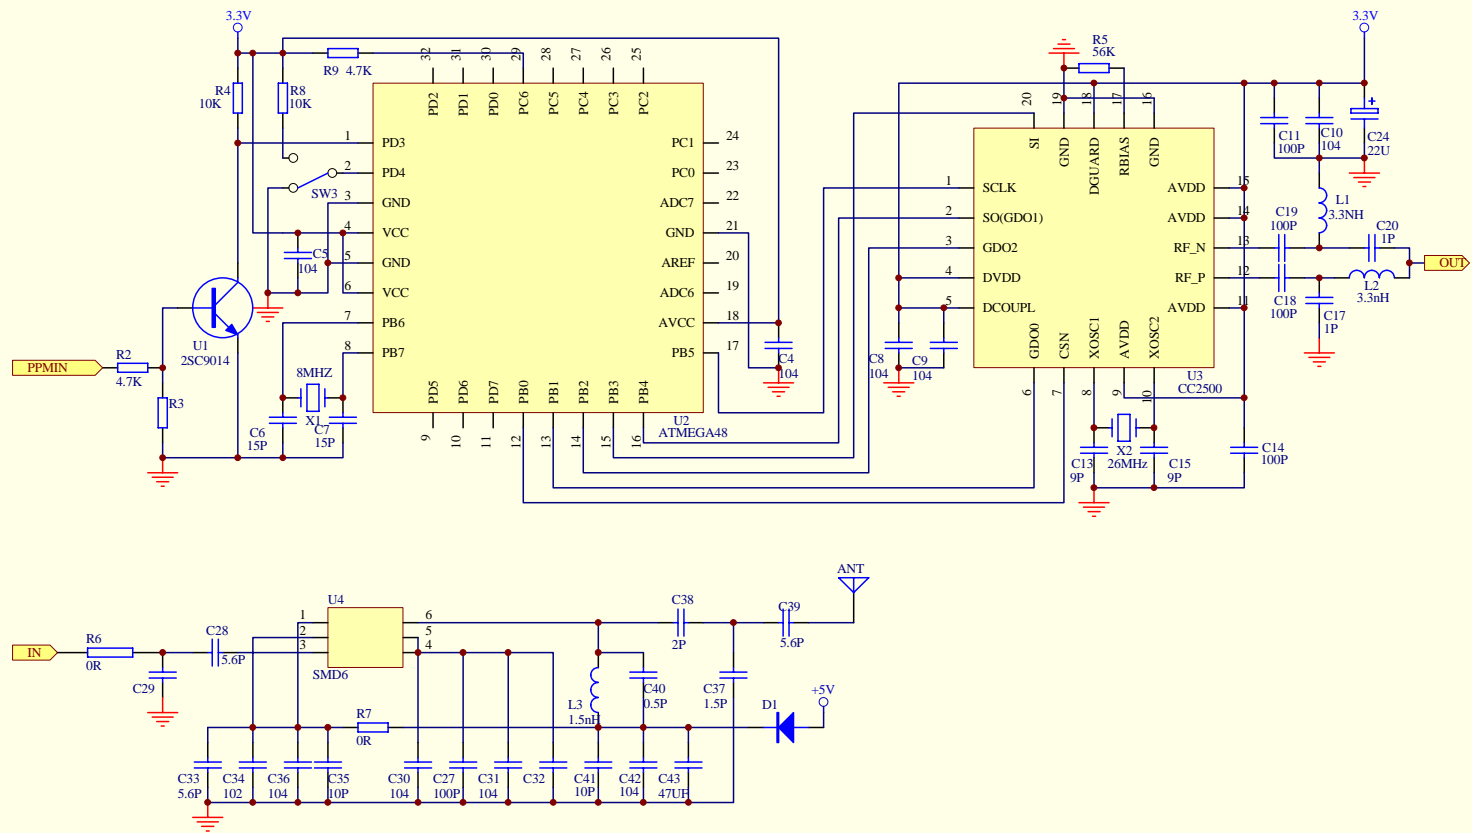 3.3V
R4
10K
R8
10K
R9 4.7K
32
31
30
29
28
27
26
25
PD2
PD1
PD0
PC6
PC5
PC4
PC3
PC2
1
2
3
4
5
6
7
8
PD3
PD4
GND
VCC
GND
VCC
PB6
PB7
PC1
PC0
ADC7
GND
AREF
ADC6
AVCC
PB5
24
23
22
21
20
19
18
17
PD5
PD6
PD7
PB0
PB1
PB2
PB3
PB4
9
10
11
12
13
14
15
16
U2
ATMEGA48
SW3
C5
104
U1
2SC9014
PPMIN
R2
4.7K
R3
8MHZ
X1
C6
15P
C7
15P
C4
104
3.3V
R5
56K
20
19
18
17
16
SI
GND
DGUARD
RBIAS
GND
1
2
3
4
5
SCLK
SO(GDO1)
GDO2
DVDD
DCOUPL
AVDD
AVDD
RF_N
RF_P
AVDD
15
14
13
12
11
GDO0
CSN
XOSC1
AVDD
XOSC2
6
7
8
9
10
U3
CC2500
C8
104
C9
104
C11
100P
C10
104
C24
22U
L1
3.3NH
C19
100P
C20
1P
OUT
C18
100P
L2
3.3nH
C17
1P
X2
26MHz
C13
9P
C15
9P
C14
100P
ANT
U4
1
2
3
6
5
4
SMD6
IN
R6
0R
C28
5.6P
C29
C38
2P
C39
5.6P
L3
1.5nH
C40
0.5P
C37
1.5P
D1
+5V
R7
0R
C33
5.6P
C34
102
C36
104
C35
10P
C30
104
C27
100P
C31
104
C32
C41
10P
C42
104
C43
47UF